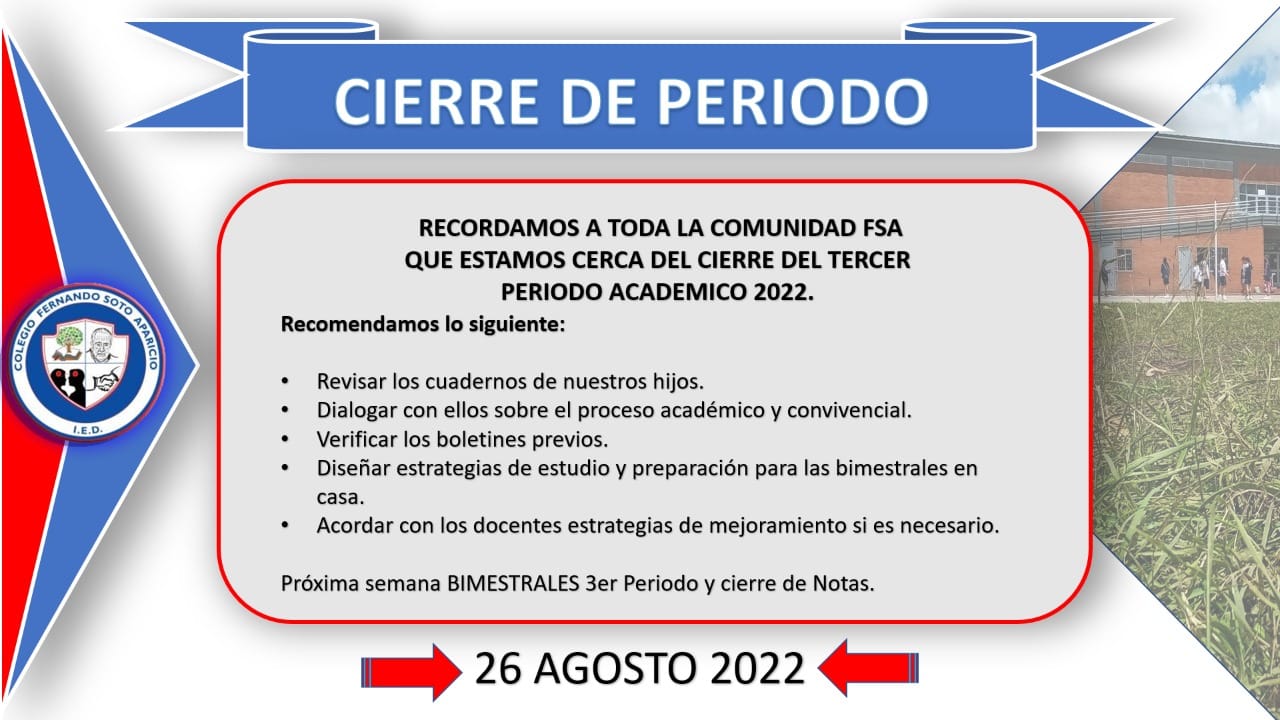 CIERRE DE PERIODO
RECORDAMOS A TODA LA COMUNIDAD FSA
QUE ESTAMOS CERCA DEL CIERRE DEL TERCER
PERIODO ACADEMICO 2022.
Recomendamos lo siguiente:
• Revisar los cuadernos de nuestros hijos.
• Dialogar con ellos sobre el proceso académico y convivencial.
• Verificar los boletines previos.
• Diseñar estrategias de estudio y preparación para las bimestrales en
casa.
• Acordar con los docentes estrategias de mejoramiento si es necesario.
Próxima semana BIMESTRALES 3er Periodo y cierre de Notas.
26 AGOSTO 2022
COLEGIO FERNANDO SOTO APARICIO
I.E.D.